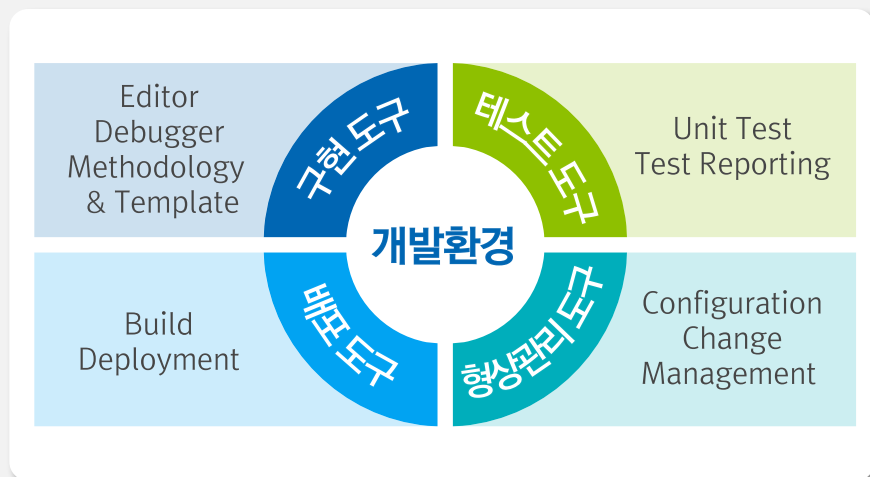 Editor
Debugger
Methodology
& Template
구현 도구
테스트 도구
Unit Test
Test Reporting
개발환경
Build
Deployment
배포 도구
형상관리 도구
Configuration
Change
Management